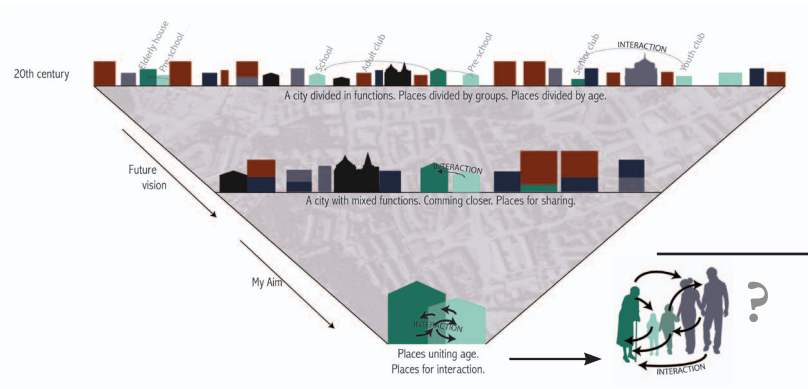 Elderly house
Pre-school
School
Adult club
Pre-school
Senior club
INTERACTION
Youth club
20th century
A city divided in functions. Places divided by groups. Places divided by age.
Future
vision
INTERACTION
A city with mixed functions. Comming closer. Places for sharing.
My Aim
INTERACTION
Places uniting age.
Places for interaction.
?
INTERACTION